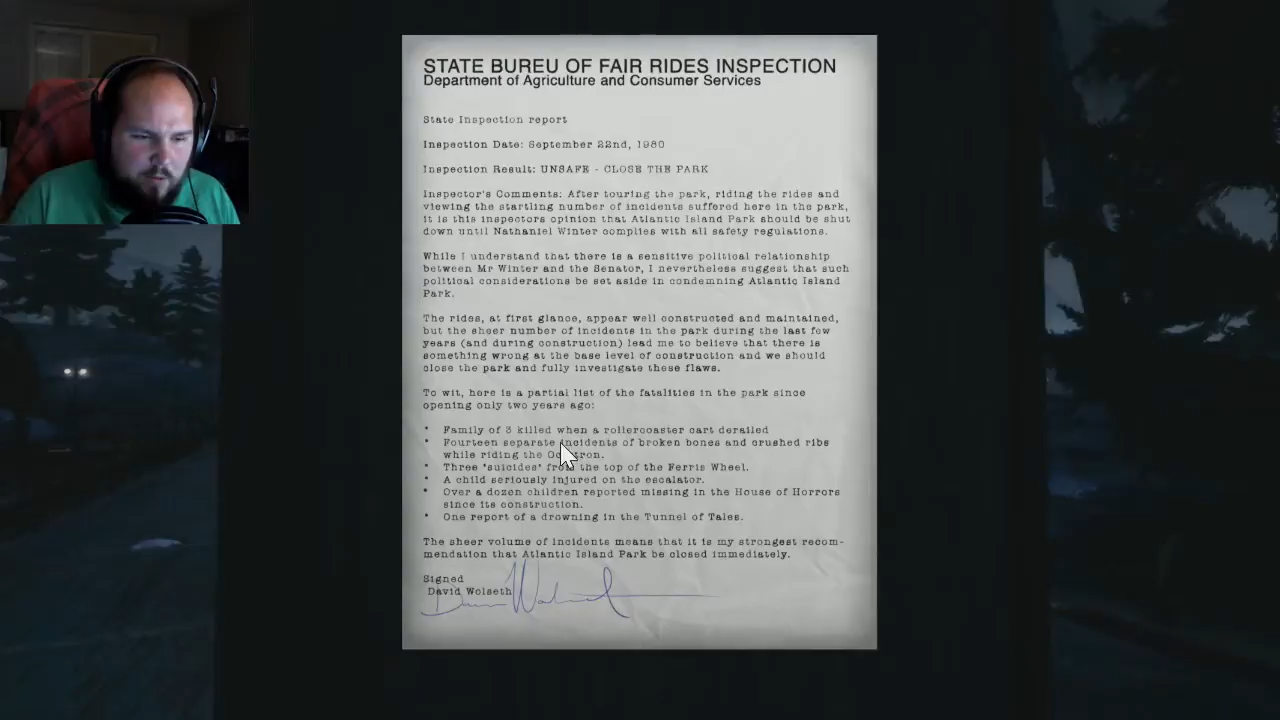 STATE BUREU OF FAIR RIDES INSPECTION
Department of Agriculture and Consumer Services
State Inspection report
Inspection Date: September 22nd, 1980
Inspection Result: UNSAFE - CLOSE THE PARK
Inspector's Comments: After touring the park, riding the rides and
viewing the startling number of incidents suffered here in the park,
it is this inspectors opinion that Atlantic Island Park should be shut
down until Nathaniel Winter complies with all safety regulations.
While I understand that there is a sensitive political relationship
between Mr Winter and the Senator, I nevertheless suggest that such
political considerations be set aside in condemning Atlantic Island
Park.
The rides, at first glance, appear well constructed and maintained,
but the sheer number of incidents in the park during the last few
years (and during construction) lead me to believe that there is
something wrong at the base level of construction and we should
close the park and fully investigate these flaws.
To wit, here is a partial list of the fatalities in the park since
opening only two years ago:
* Family of 3 killed when a rollercoaster cart derailed
* Fourteen separate incidents of broken bones and crushed ribs
while riding the
* Three 'suicides' from the top of the Ferris Wheel.
* A child seriously injured on the escalator.
* Over a dozen children reported missing in the House of Horrors
since its construction.
* One report of a drowning in the Tunnel of Tales.
The sheer volume of incidents means that it is my strongest recom-
mendation that Atlantic Island Park be closed immediately.
Signed
David Wolseth